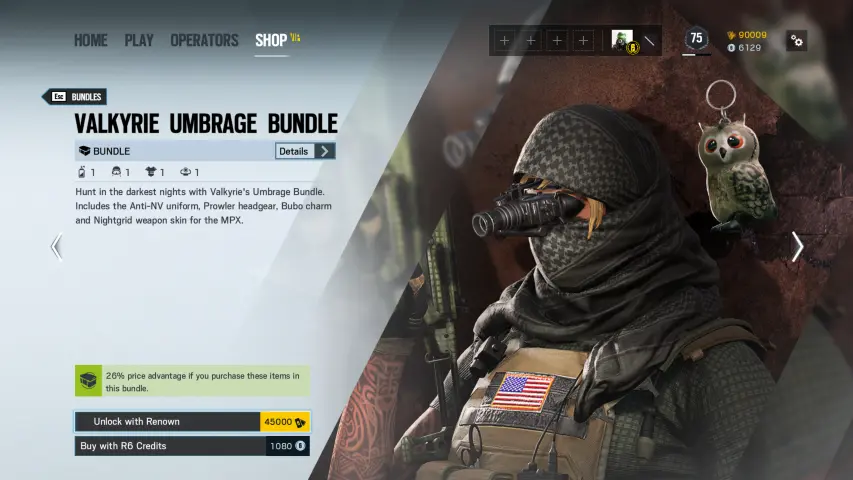 HOME PLAY OPERATORS SHOP
75
90009
6129
Esc BUNDLES
VALKYRIE UMBRAGE BUNDLE
BUNDLE
Details
1 1 1 1
Hunt in the darkest nights with Valkyrie's Umbrage Bundle.
Includes the Anti-NV uniform, Prowler headgear, Bubo charm
and Nightgrid weapon skin for the MPX.
26% price advantage if you purchase these items in
this bundle.
Unlock with Renown 45000
Buy with R6 Credits 1080